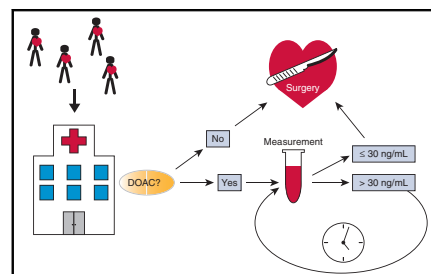 Surgery
No
Measurement
≤ 30 ng/mL
DOAC?
Yes
> 30 ng/mL